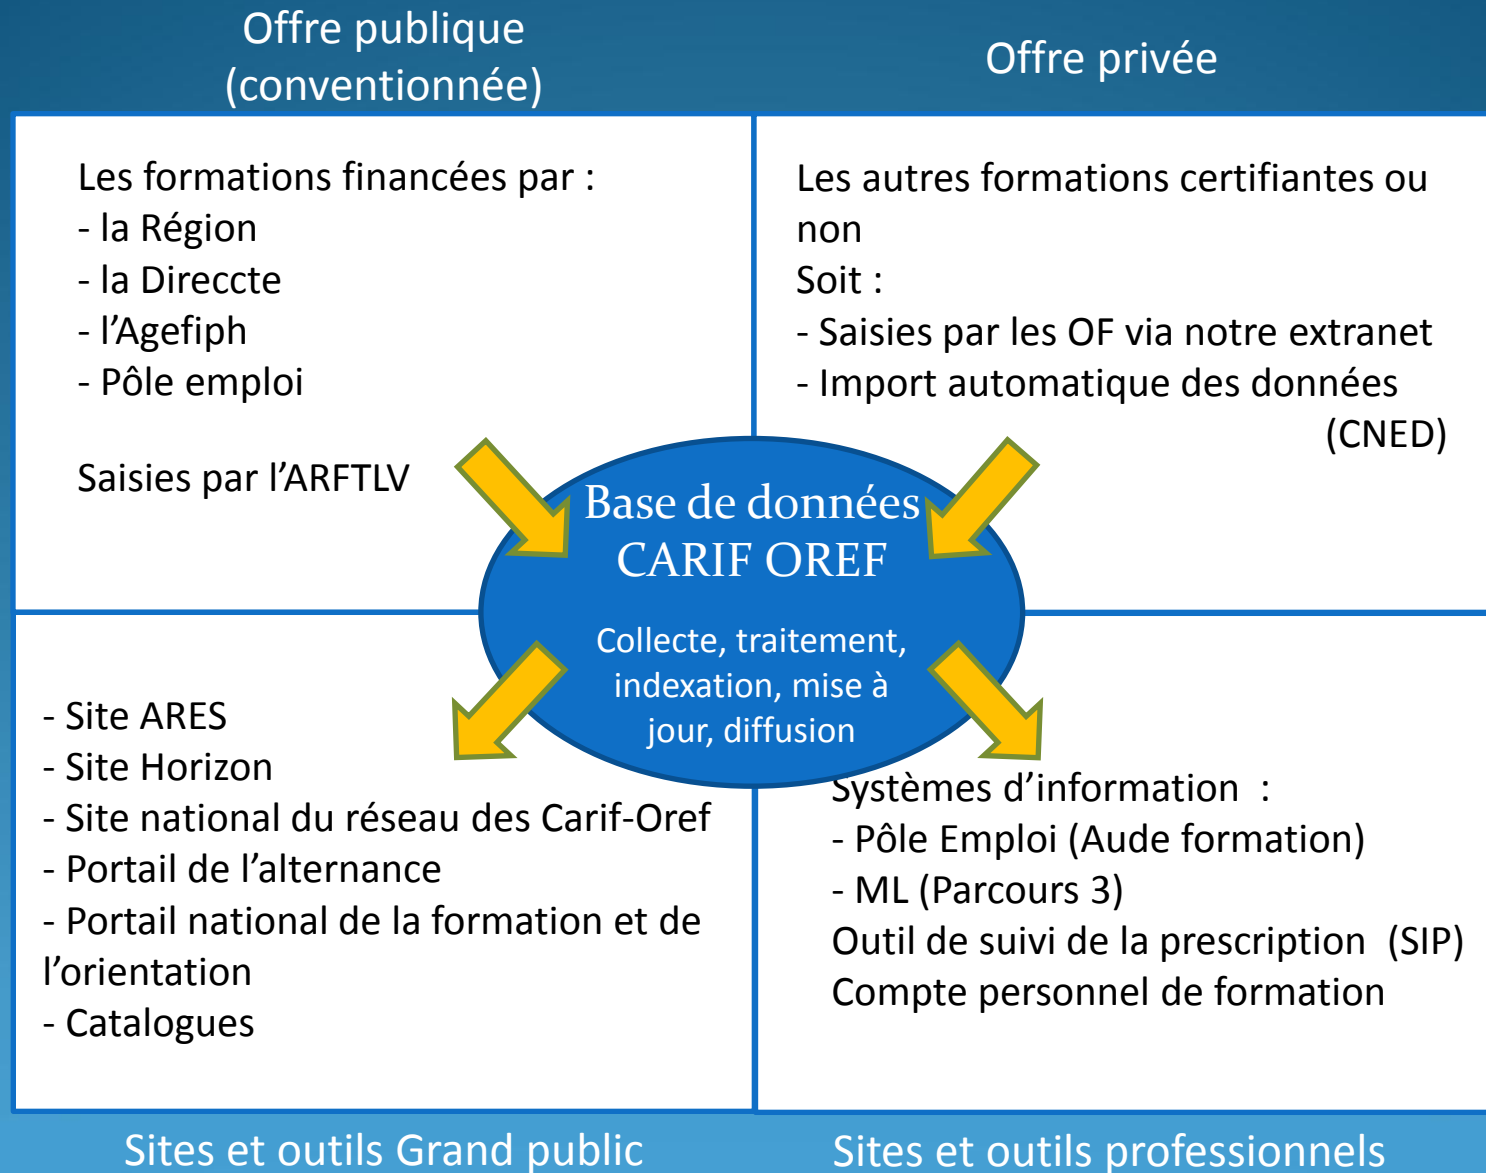 Offre publique
(conventionnée)
Offre privée
Les formations financées par :
- la Région
- la Direccte
- l'Agefiph
- Pôle emploi
Saisies par l'ARFTLV
Les autres formations certifiantes ou
non
Soit :
- Saisies par les OF via notre extranet
- Import automatique des données
(CNED)
Base de données
CARIF OREF
Collecte, traitement,
indexation, mise à
jour, diffusion
- Site ARES
- Site Horizon
- Site national du réseau des Carif-Oref
- Portail de l'alternance
- Portail national de la formation et de
l'orientation
- Catalogues
Systèmes d'information  :
- Pôle Emploi (Aude formation)
- ML (Parcours 3)
Outil de suivi de la prescription  (SIP)
Compte personnel de formation
Sites et outils Grand public
Sites et outils professionnels